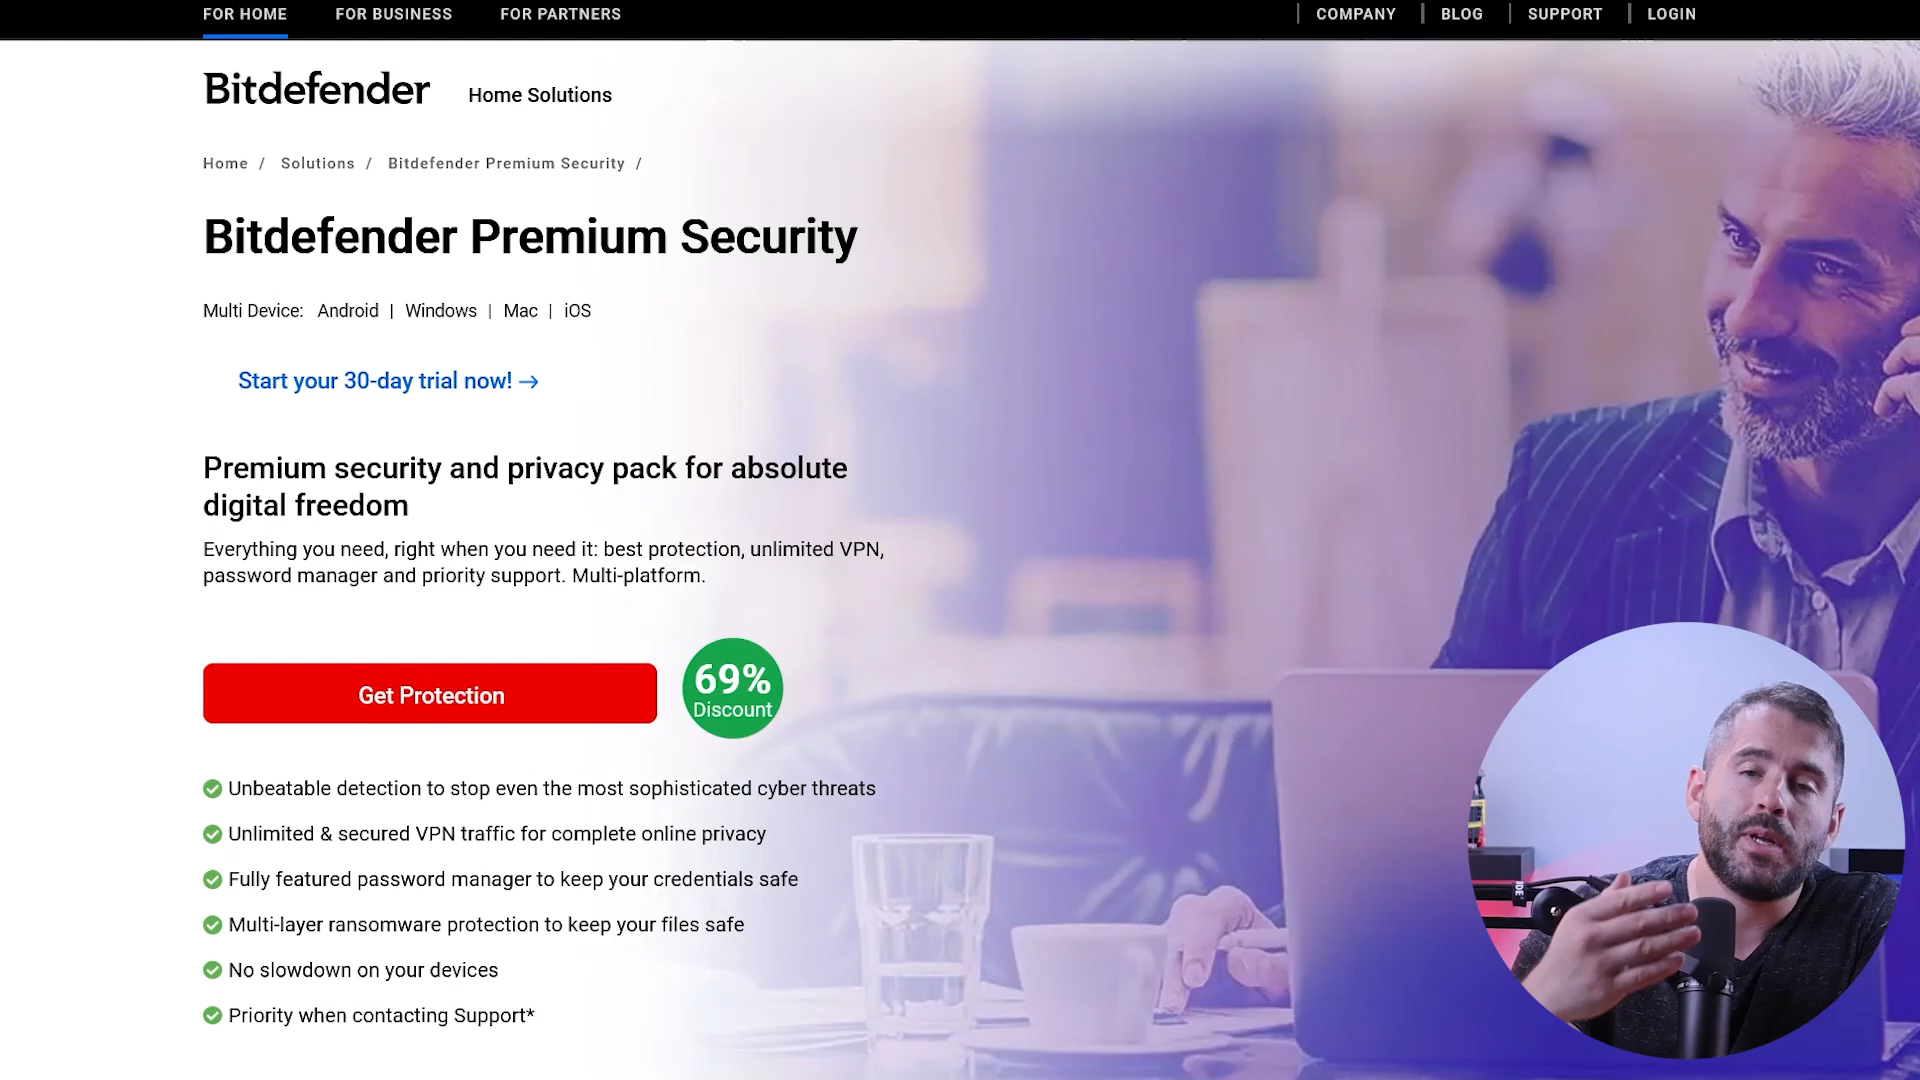 FOR HOME
FOR BUSINESS
FOR PARTNERS
COMPANY
BLOG
SUPPORT
LOGIN
Bitdefender
Home Solutions
Home / Solutions / Bitdefender Premium Security /
Bitdefender Premium Security
Multi Device: Android | Windows | Mac | iOS
Start your 30-day trial now! →
Premium security and privacy pack for absolute
digital freedom
Everything you need, right when you need it: best protection, unlimited VPN,
password manager and priority support. Multi-platform.
Get Protection
69%
Discount
Unbeatable detection to stop even the most sophisticated cyber threats
Unlimited & secured VPN traffic for complete online privacy
Fully featured password manager to keep your credentials safe
Multi-layer ransomware protection to keep your files safe
No slowdown on your devices
Priority when contacting Support*